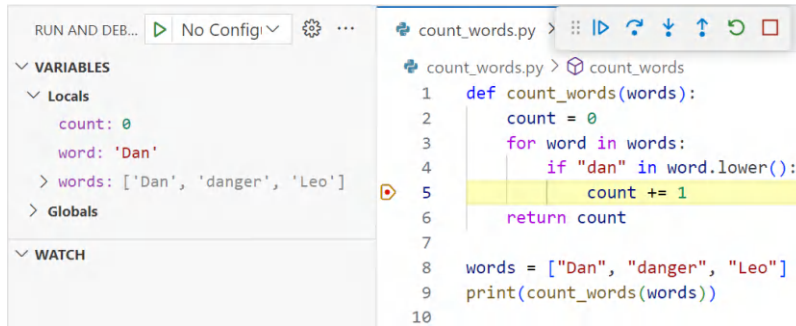 RUN AND DEB... No Config
VARIABLES
Locals
count: 0
word: 'Dan'
words: ['Dan', 'danger', 'Leo']
Globals
WATCH
count_words.py
count_words.py > count_words
1 def count_words(words):
2 count = 0
3 for word in words:
4 if "dan" in word.lower():
5 count += 1
6 return count
7
8 words = ["Dan", "danger", "Leo"]
9 print(count_words(words))
10